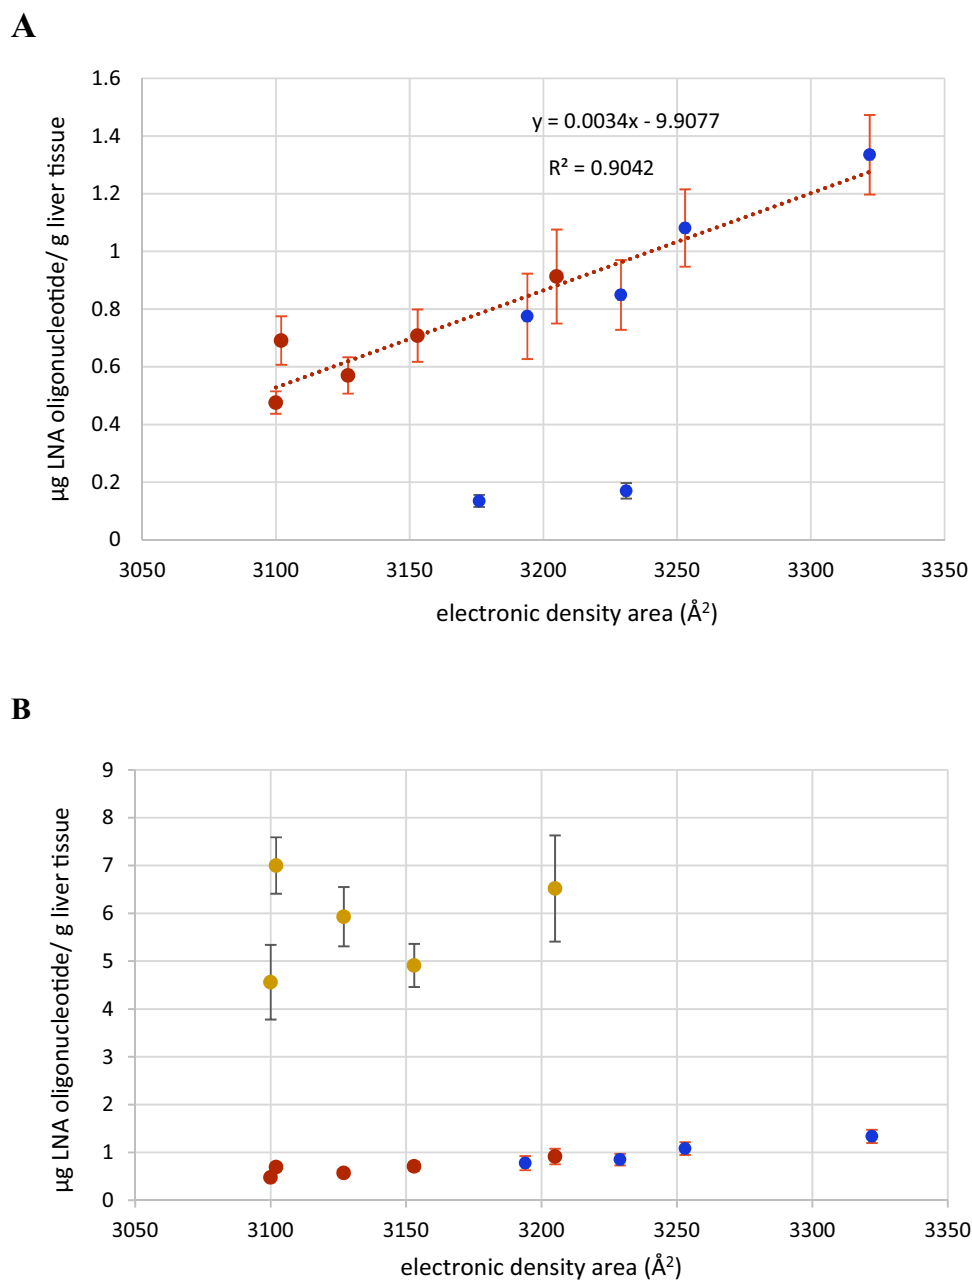 A
1.6
1.4
1.2
1
0.8
0.6
0.4
0.2
0
µg LNA oligonucleotide/ g liver tissue
y = 0.0034x - 9.9077
R² = 0.9042
3050 3100 3150 3200 3250 3300 3350
electronic density area (Å²)
B
9
8
7
6
5
4
3
2
1
0
µg LNA oligonucleotide/ g liver tissue
3050 3100 3150 3200 3250 3300 3350
electronic density area (Å²)